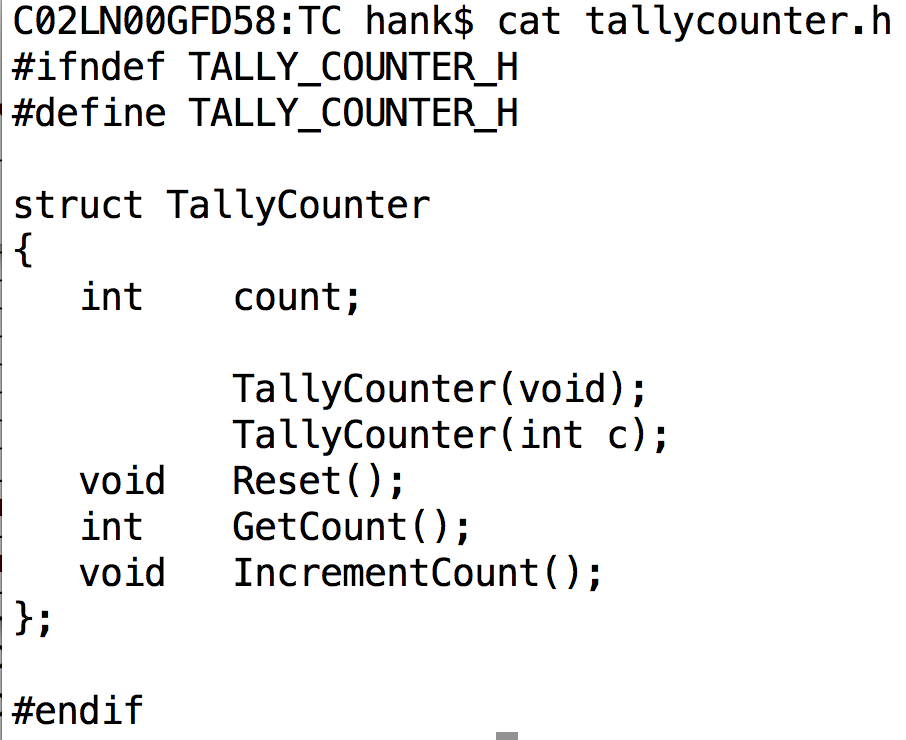 C02LN00GFD58:TC hank$ cat tallycounter.h
#ifndef TALLY_COUNTER_H
#define TALLY_COUNTER_H
struct TallyCounter
{
   int    count;
          TallyCounter(void);
          TallyCounter(int c);
   void   Reset();
   int    GetCount();
   void   IncrementCount();
};
#endif